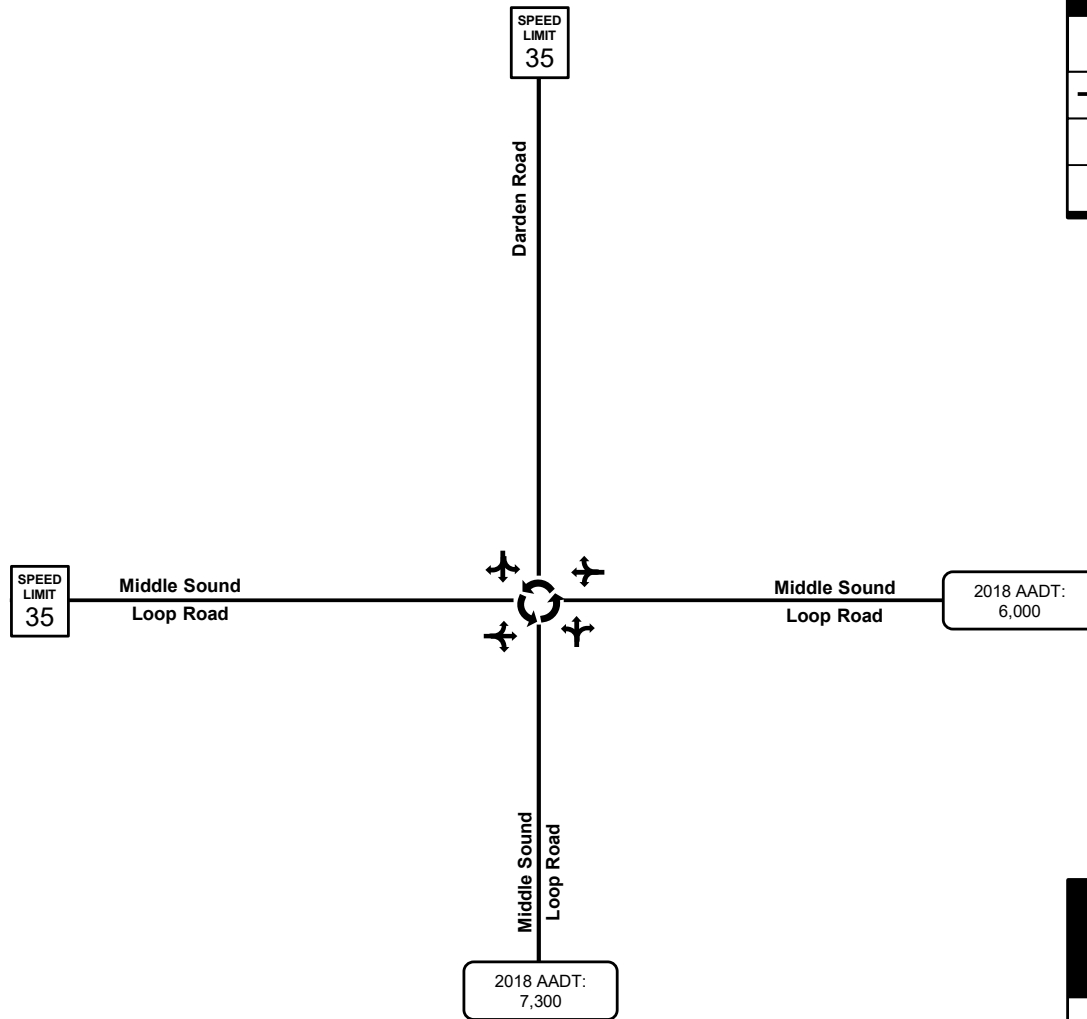 SPEED
LIMIT
35
Darden Road
SPEED
LIMIT
35
Middle Sound
Loop Road
Middle Sound
Loop Road
2018 AADT:
6,000
Middle Sound
Loop Road
2018 AADT:
7,300